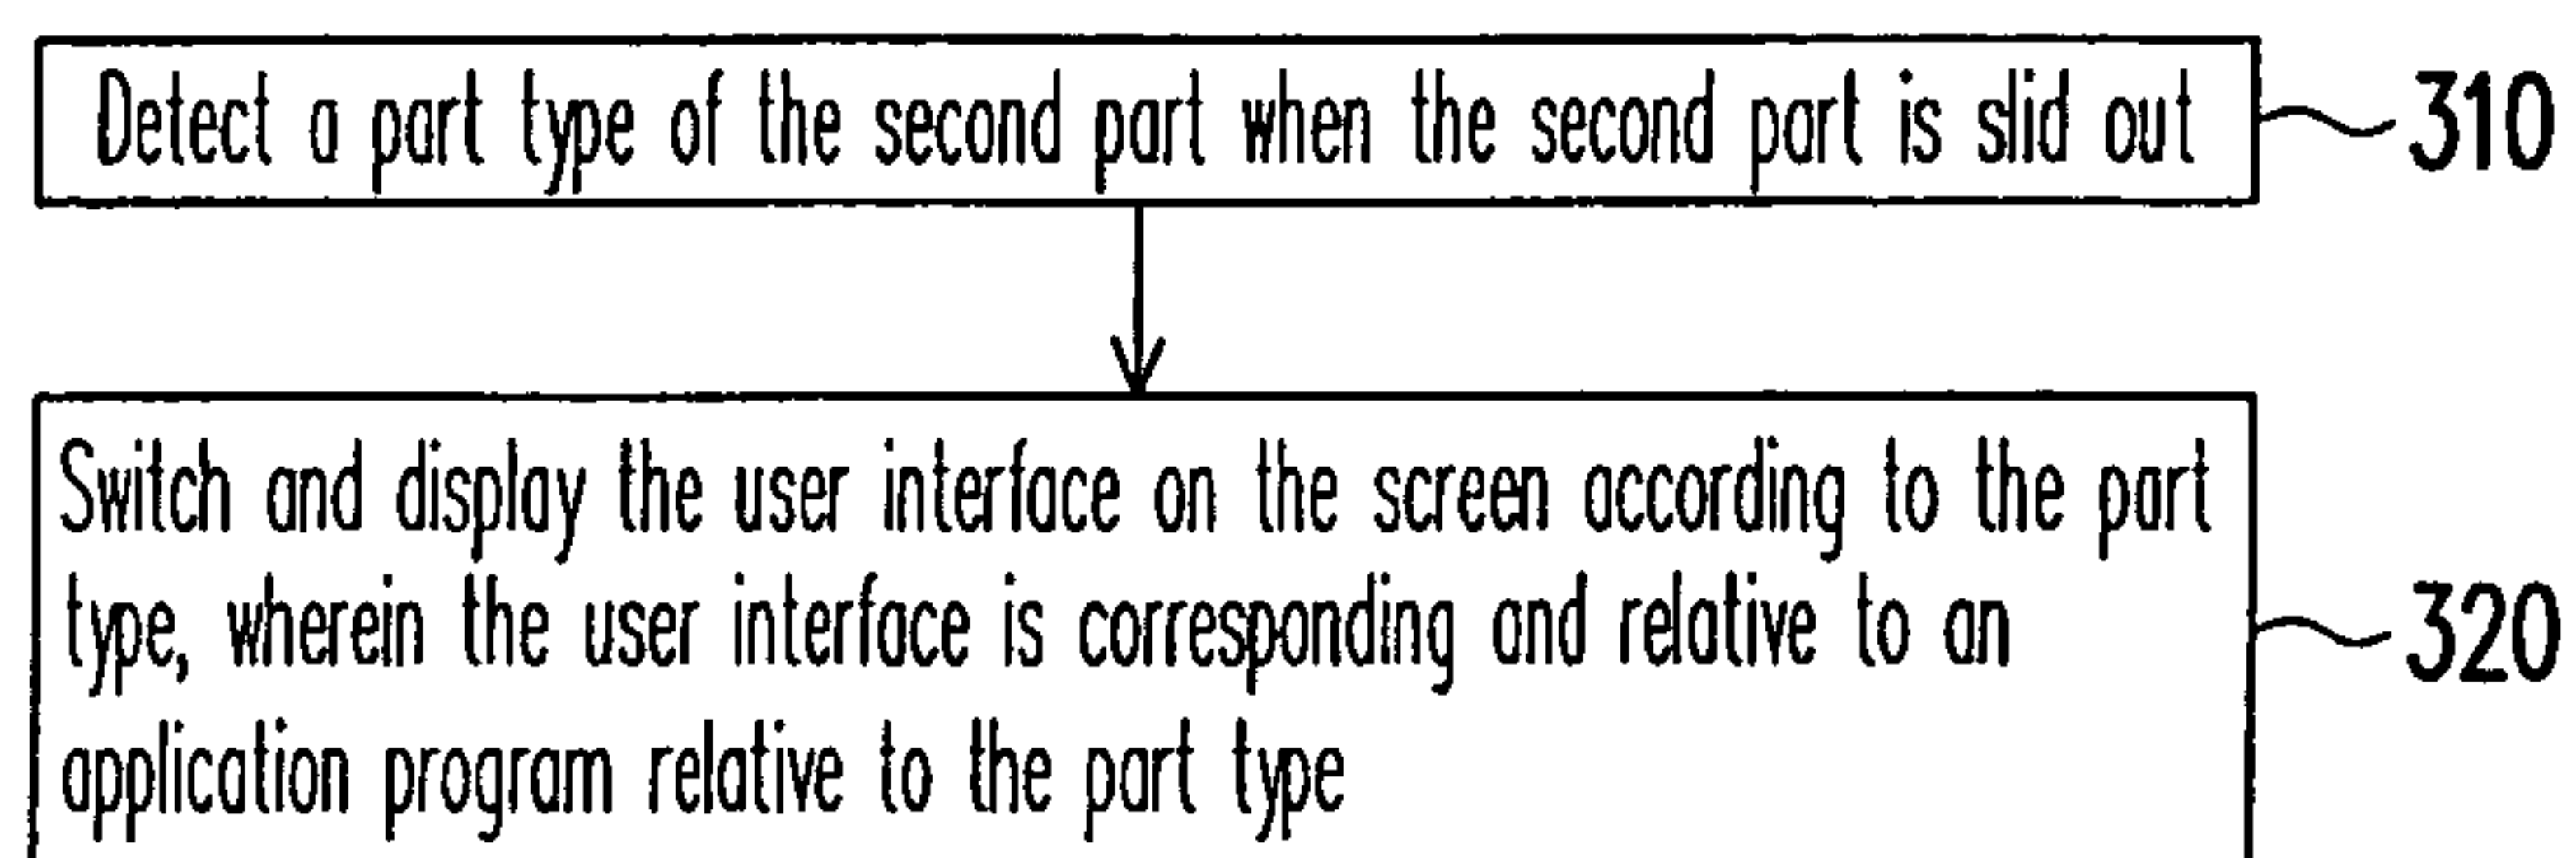 Detect a part type of the second part when the second part is slid out
310
Switch and display the user interface on the screen according to the part
type, wherein the user interface is corresponding and relative to an
application program relative to the part type
320